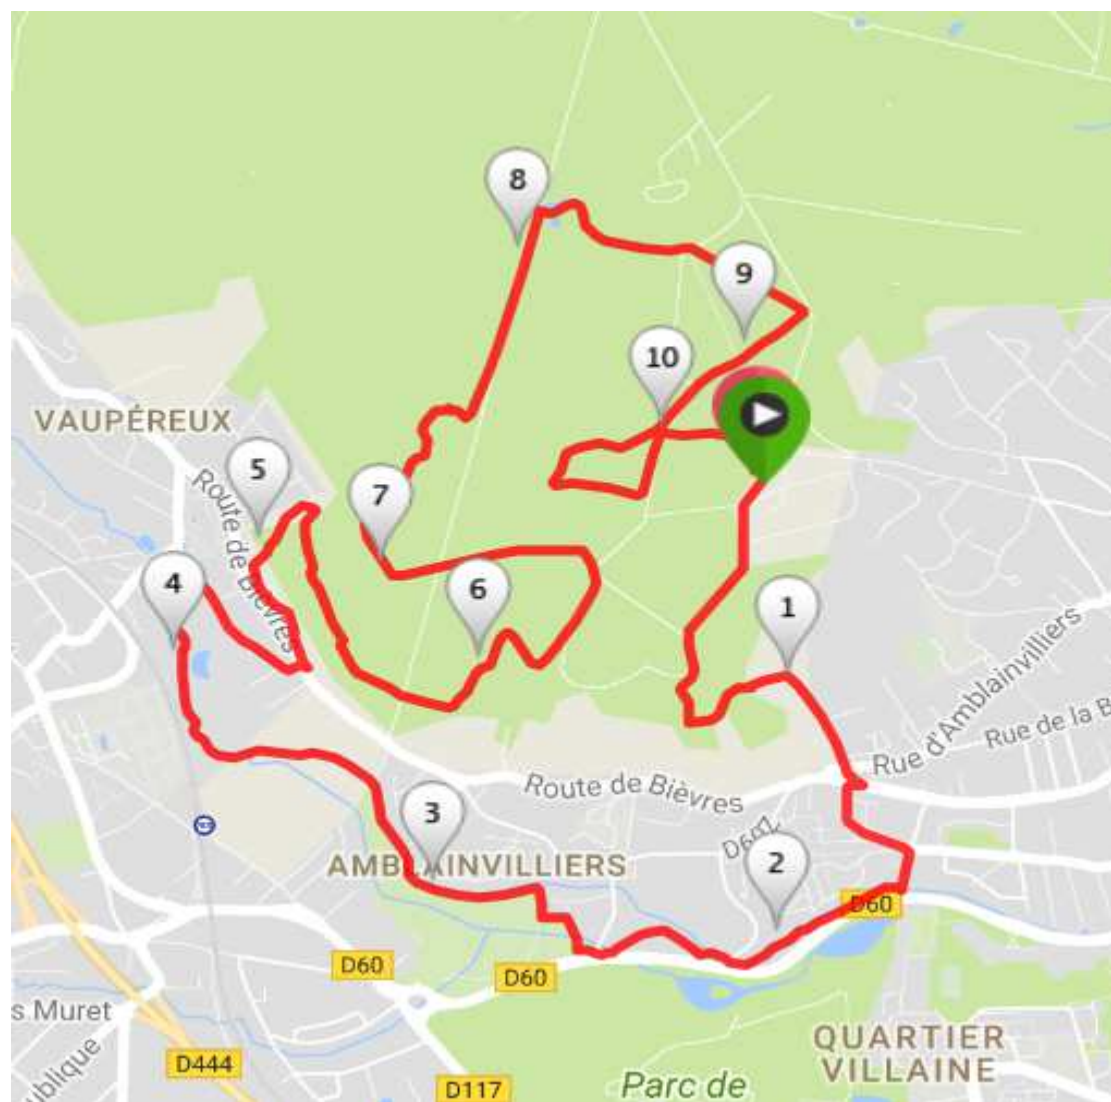 8
9
10
VAUPÉREUX
5
7
Route de Bièvres
4
6
1
Rue d'Amblainvilliers
Rue de la B
Route de Bièvres
3
2
AMBLAINVILLIERS
D60
D60
D60
s Muret
QUARTIER
VILLAINE
D444
ublique
D117
Parc de